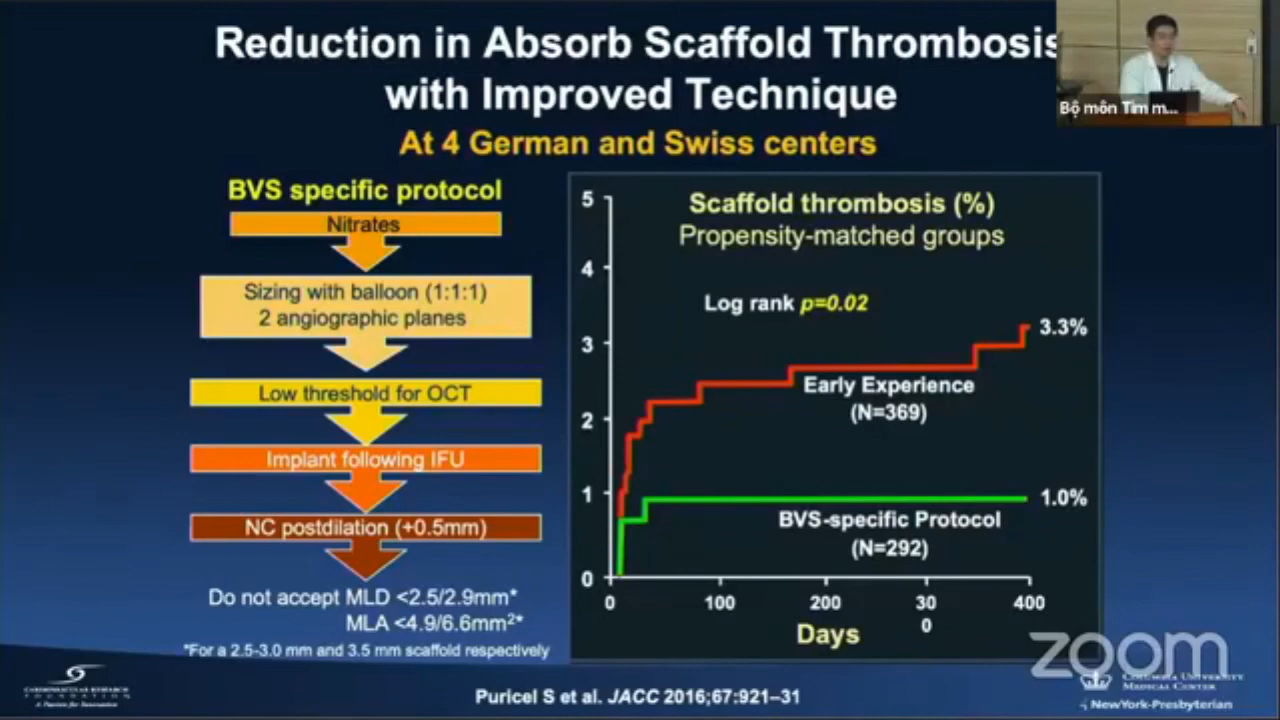 Reduction in Absorb Scaffold Thrombosis
with Improved Technique
At 4 German and Swiss centers
Bộ môn Tim m...
BVS specific protocol
Nitrates
Sizing with balloon (1:1:1)
2 angiographic planes
Low threshold for OCT
Implant following IFU
NC postdilation (+0.5mm)
Do not accept MLD <2.5/2.9mm*
MLA <4.9/6.6mm²*
*For a 2.5-3.0 mm and 3.5 mm scaffold respectively
Scaffold thrombosis (%)
Propensity-matched groups
Log rank p=0.02
5
4
3
2
1
0
3.3%
Early Experience
(N=369)
1.0%
BVS-specific Protocol
(N=292)
0 100 200 30 400
0
Days
zoom
CARDIOVASCULAR RESEARCH
FOUNDATION
A Passion for Innovation
Puricel S et al. JACC 2016;67:921–31
COLUMBIA UNIVERSITY
MEDICAL CENTER
NewYork-Presbyterian